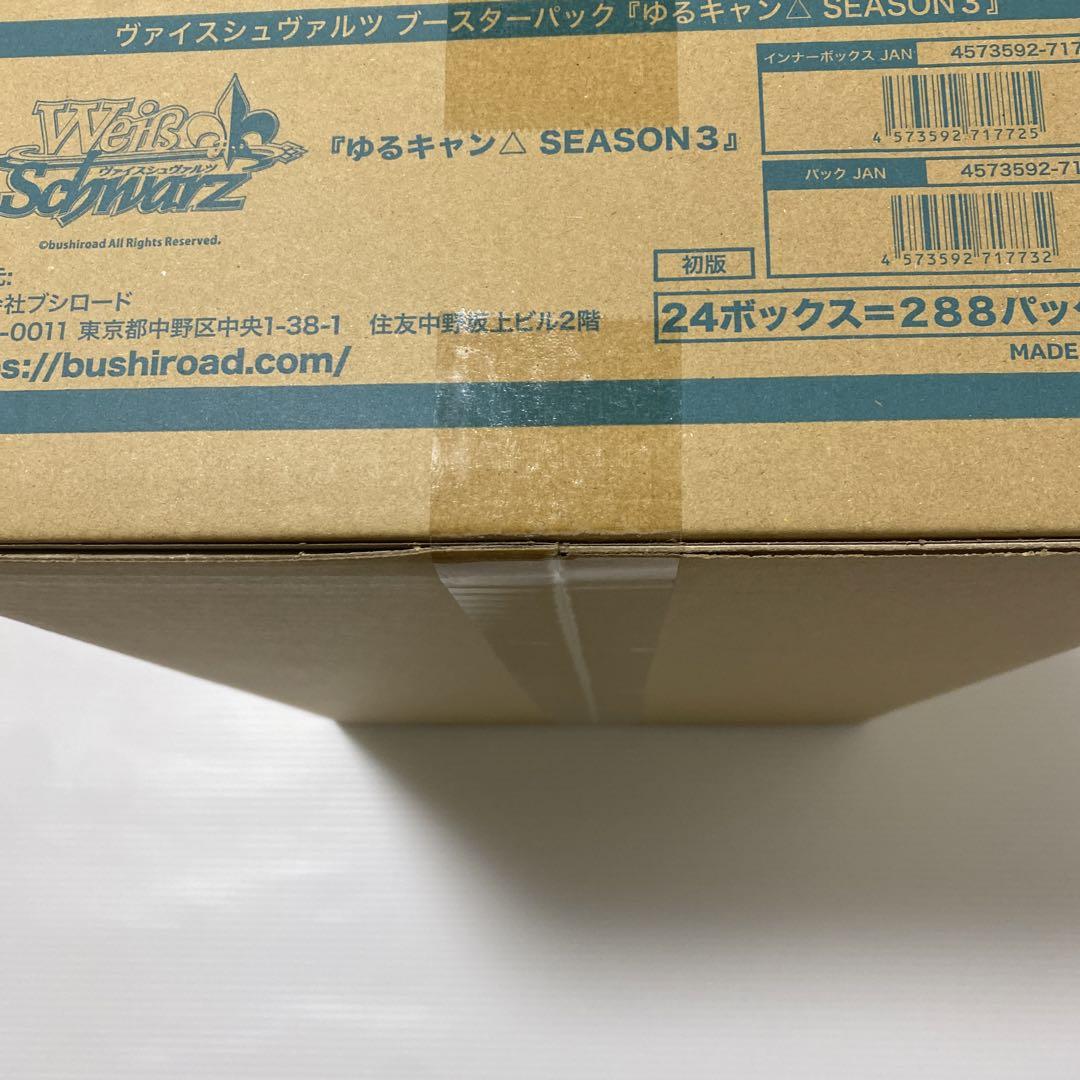 ヴァイスシュヴァルツ ブースターパック『ゆるキャン△ SEASON3』
Weiß Schwarz
ヴァイスシュヴァルツ
©bushiroad All Rights Reserved.
『ゆるキャン△ SEASON3』
インナーボックス JAN 4573592-717
4 573592 717725
パック JAN 4573592-71
4 573592 717732
初版
24ボックス=288パック
元:
会社ブシロード
-0011 東京都中野区中央1-38-1 住友中野坂上ビル2階
s://bushiroad.com/
MADE